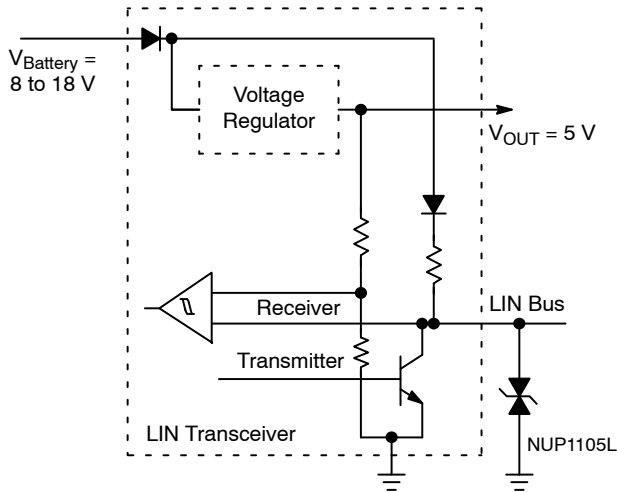 V_Battery =
8 to 18 V
Voltage
Regulator
V_OUT = 5 V
Receiver
LIN Bus
Transmitter
LIN Transceiver
NUP1105L